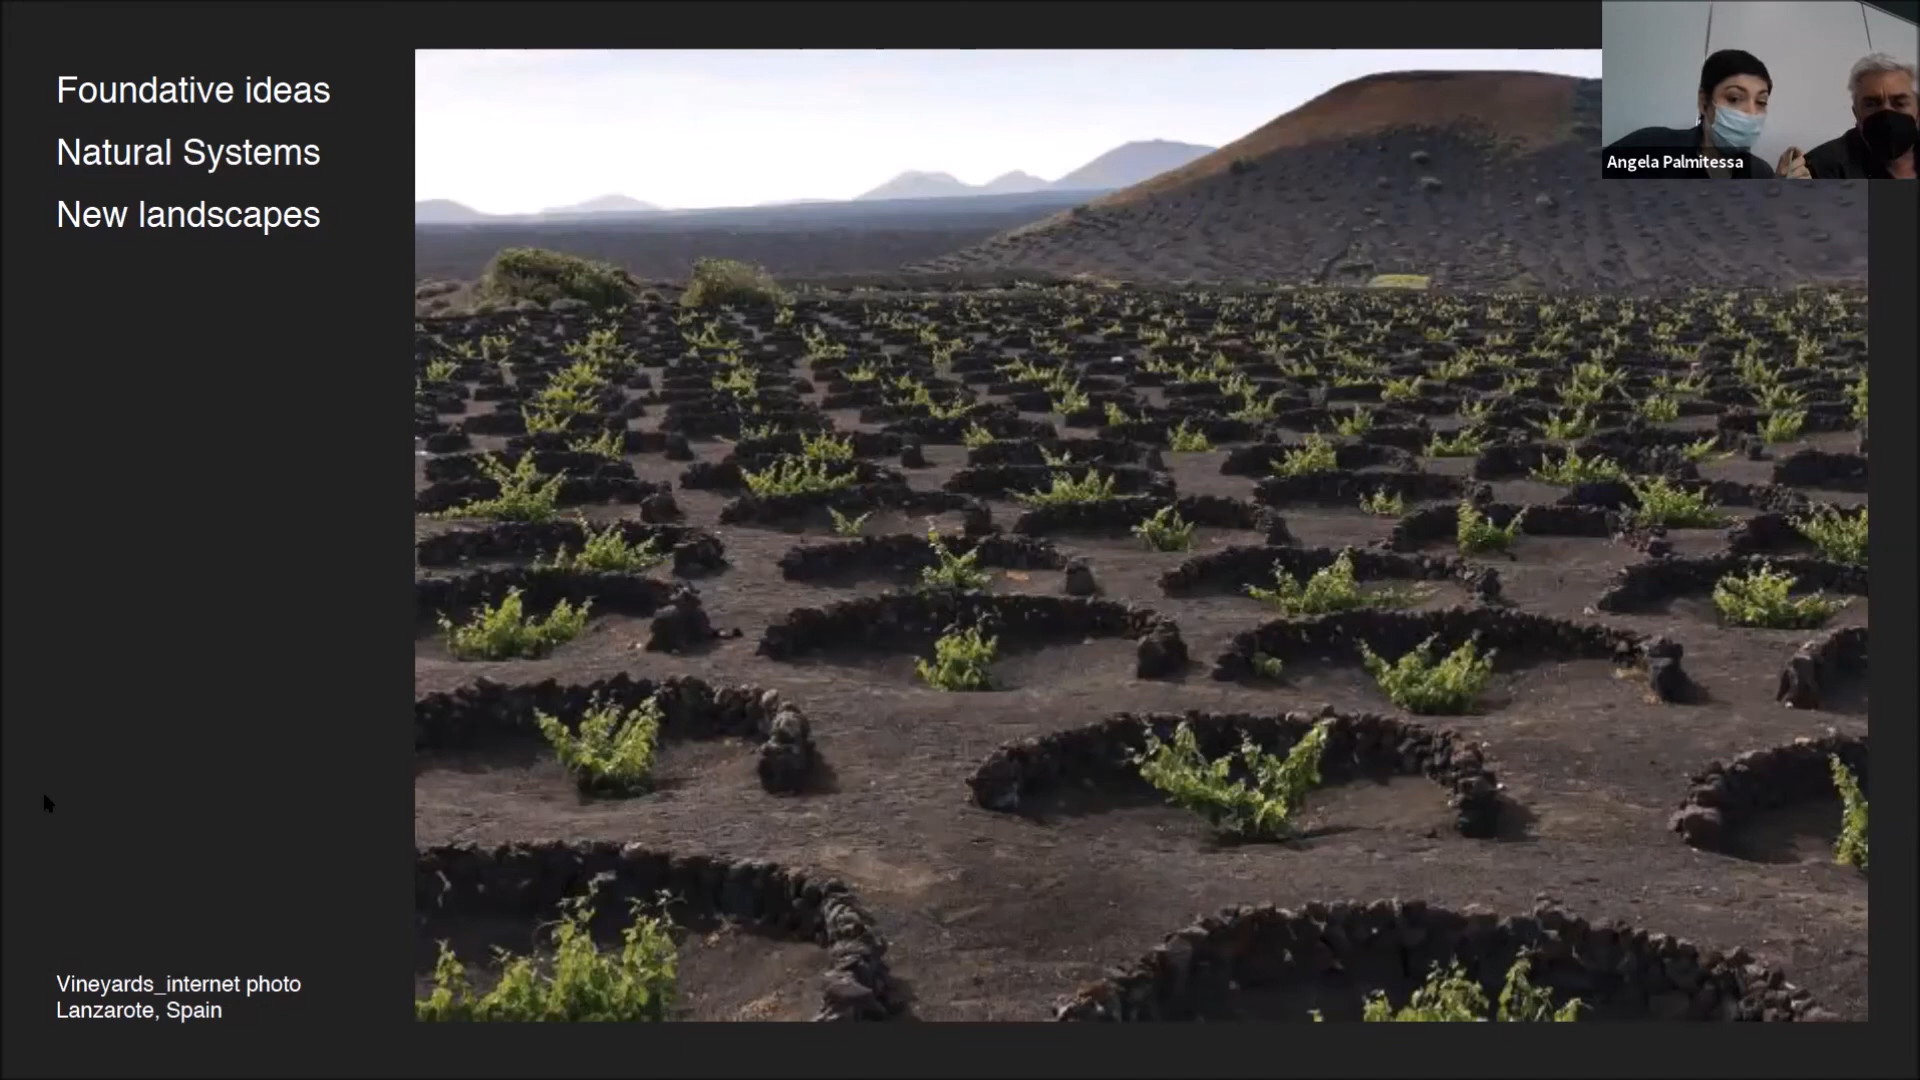 Foundative ideas
Natural Systems
New landscapes
Angela Palmitessa
Vineyards_internet photo
Lanzarote, Spain